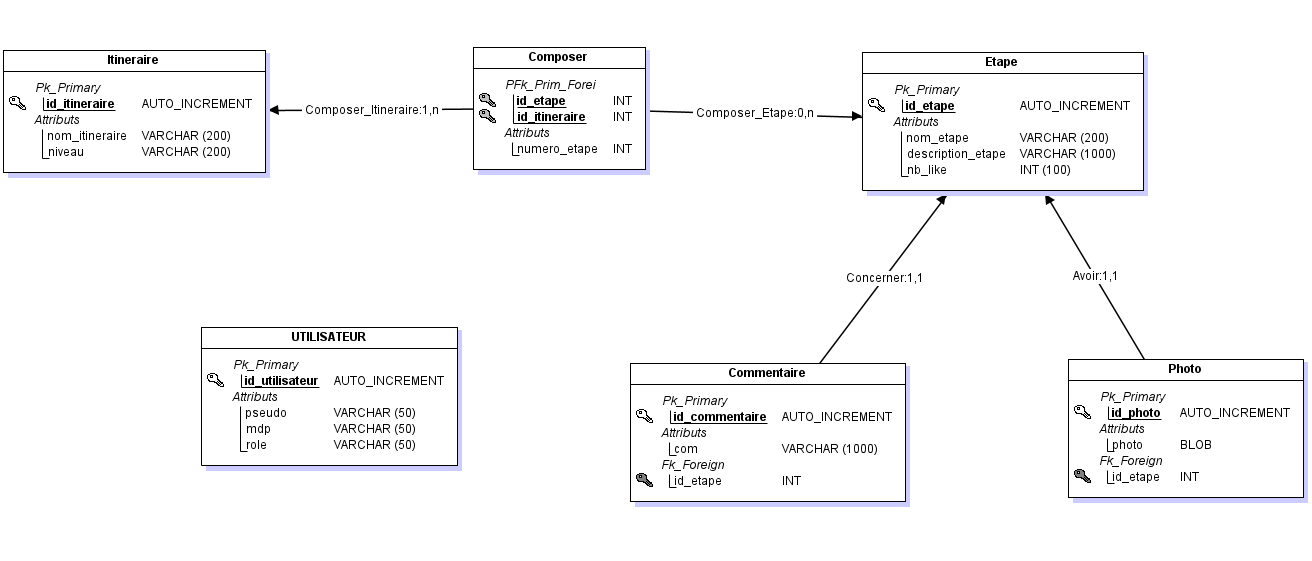 Itineraire
Pk_Primary
id_itineraire AUTO_INCREMENT
Attributs
nom_itineraire VARCHAR (200)
niveau VARCHAR (200)
Composer_Itineraire:1,n
Composer
PFk_Prim_Forei
id_etape INT
id_itineraire INT
Attributs
numero_etape INT
Composer_Etape:0,n
Etape
Pk_Primary
id_etape AUTO_INCREMENT
Attributs
nom_etape VARCHAR (200)
description_etape VARCHAR (1000)
nb_like INT (100)
Concerner:1,1
Avoir:1,1
UTILISATEUR
Pk_Primary
id_utilisateur AUTO_INCREMENT
Attributs
pseudo VARCHAR (50)
mdp VARCHAR (50)
role VARCHAR (50)
Commentaire
Pk_Primary
id_commentaire AUTO_INCREMENT
Attributs
com VARCHAR (1000)
Fk_Foreign
id_etape INT
Photo
Pk_Primary
id_photo AUTO_INCREMENT
Attributs
photo BLOB
Fk_Foreign
id_etape INT